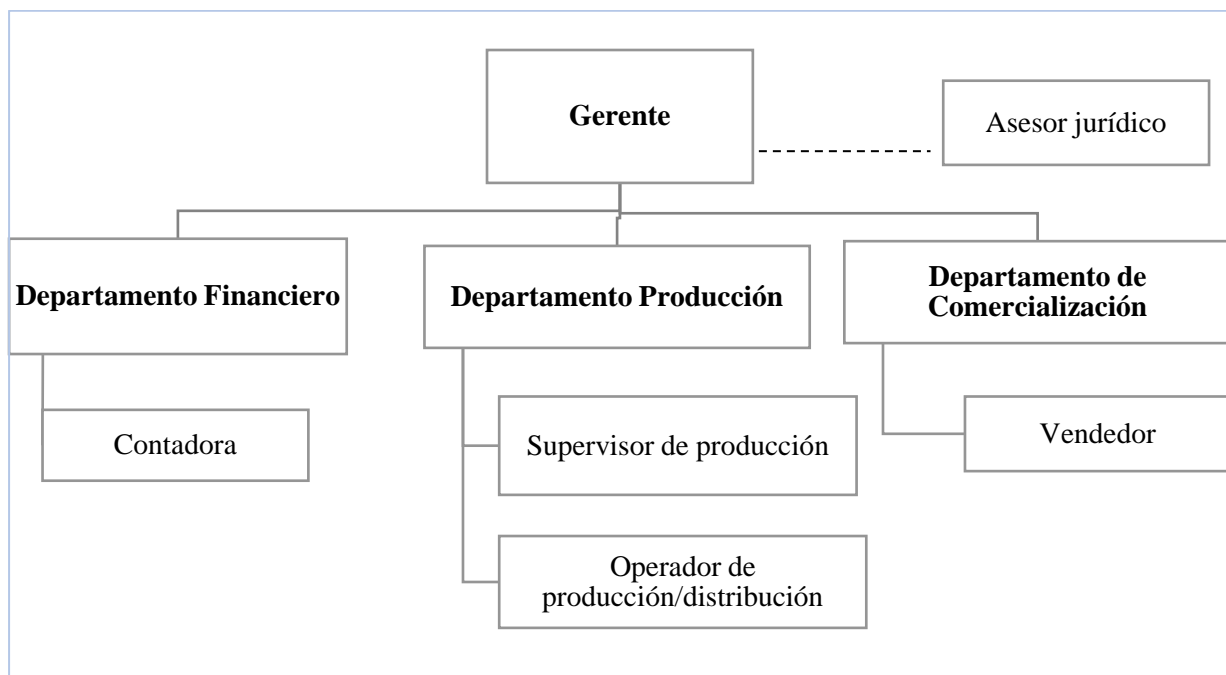 Gerente
Asesor jurídico
Departamento Financiero
Departamento Producción
Departamento de
Comercialización
Contadora
Supervisor de producción
Vendedor
Operador de
producción/distribución